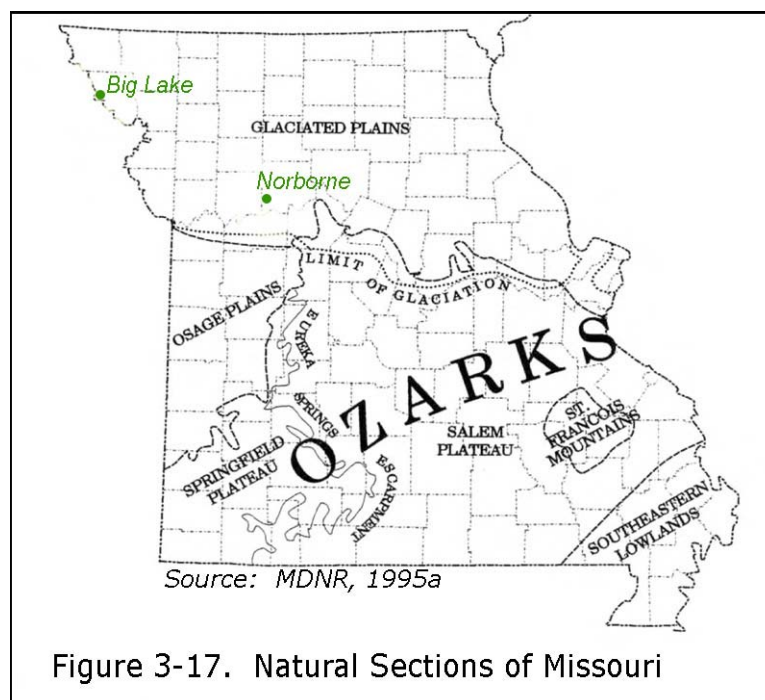 Big Lake
GLACIATED PLAINS
Norborne
LIMIT OF GLACIATION
OSAGE PLAINS
EUREKA SPRINGS ESCARPMENT
OZARKS
SPRINGFIELD
PLATEAU
SALEM
PLATEAU
ST.
FRANCOIS
MOUNTAINS
SOUTHEASTERN
LOWLANDS
Source: MDNR, 1995a
Figure 3-17. Natural Sections of Missouri